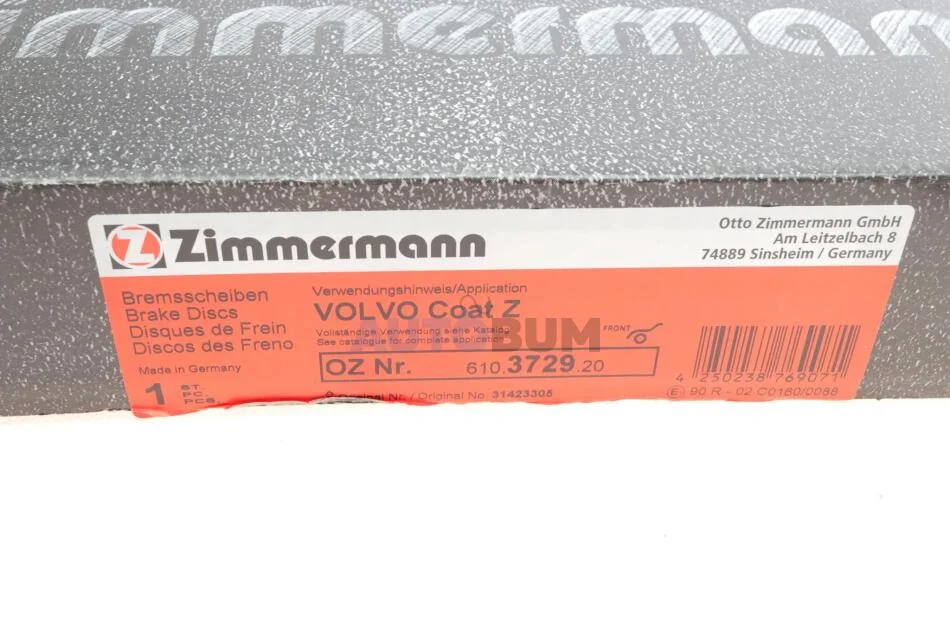 zimmermann
Z Zimmermann
Otto Zimmermann GmbH
Am Leitzelbach 8
74889 Sinsheim / Germany
Bremsscheiben
Brake Discs
Disques de Frein
Discos des Freno
Made in Germany
1 ST.
PC.
PCS.
Verwendungshinweis/Application
VOLVO Coat Z
Vollständige Verwendung siehe Katalog
See catalogue for complete application
AUTOBUM
FRONT
OZ Nr. 610.3729.20
Original Nr. / Original No. 31423305
4 250238 769071
E 90 R - 02 C0180/0088